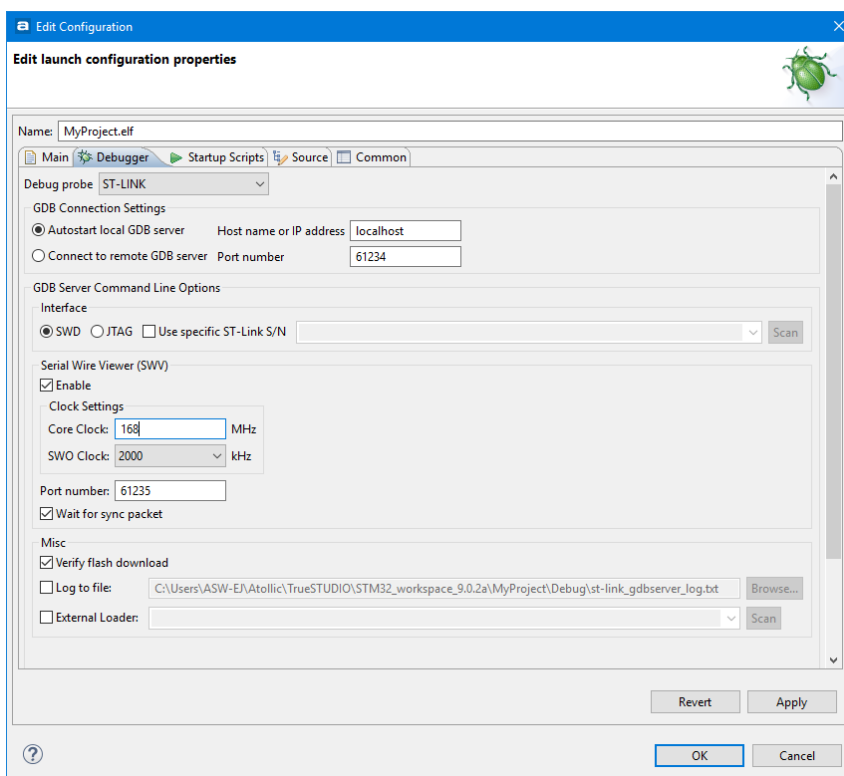 a Edit Configuration
Edit launch configuration properties
Name: MyProject.elf
Main Debugger Startup Scripts Source Common
Debug probe ST-LINK
GDB Connection Settings
Autostart local GDB server Host name or IP address localhost
Connect to remote GDB server Port number 61234
GDB Server Command Line Options
Interface
SWD JTAG Use specific ST-Link S/N Scan
Serial Wire Viewer (SWV)
Enable
Clock Settings
Core Clock: 168 MHz
SWO Clock: 2000 kHz
Port number: 61235
Wait for sync packet
Misc
Verify flash download
Log to file: C:\Users\ASW-EJ\Atollic\TrueSTUDIO\STM32_workspace_9.0.2a\MyProject\Debug\st-link_gdbserver_log.txt Browse...
External Loader: Scan
Revert Apply
? OK Cancel